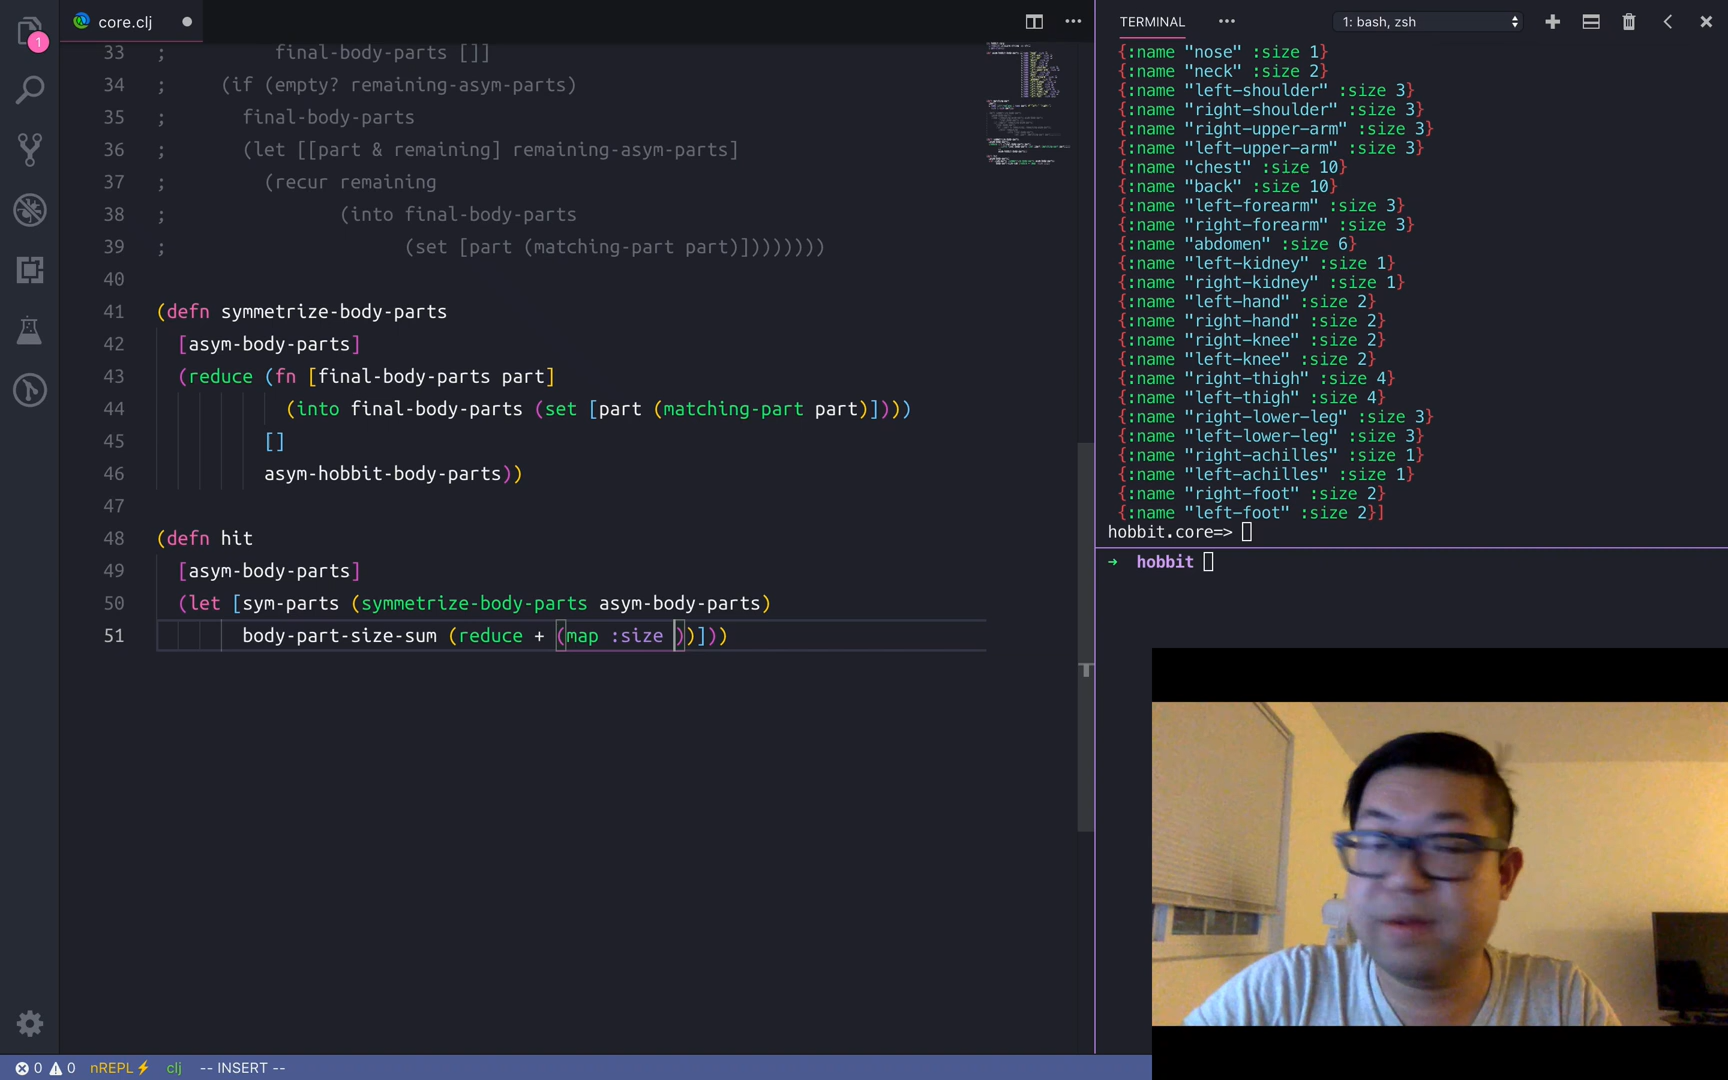 core.clj
1
33 ; final-body-parts []]
34 ; (if (empty? remaining-asym-parts)
35 ; final-body-parts
36 ; (let [[part & remaining] remaining-asym-parts]
37 ; (recur remaining
38 ; (into final-body-parts
39 ; (set [part (matching-part part)])))))))
40
41 (defn symmetrize-body-parts
42 [asym-body-parts]
43 (reduce (fn [final-body-parts part]
44 (into final-body-parts (set [part (matching-part part)])))
45 []
46 asym-hobbit-body-parts))
47
48 (defn hit
49 [asym-body-parts]
50 (let [sym-parts (symmetrize-body-parts asym-body-parts)
51 body-part-size-sum (reduce + (map :size ))]))
0 0 nREPL⚡ clj -- INSERT --
TERMINAL ••• 1: bash, zsh
{:name "nose" :size 1}
{:name "neck" :size 2}
{:name "left-shoulder" :size 3}
{:name "right-shoulder" :size 3}
{:name "right-upper-arm" :size 3}
{:name "left-upper-arm" :size 3}
{:name "chest" :size 10}
{:name "back" :size 10}
{:name "left-forearm" :size 3}
{:name "right-forearm" :size 3}
{:name "abdomen" :size 6}
{:name "left-kidney" :size 1}
{:name "right-kidney" :size 1}
{:name "left-hand" :size 2}
{:name "right-hand" :size 2}
{:name "right-knee" :size 2}
{:name "left-knee" :size 2}
{:name "right-thigh" :size 4}
{:name "left-thigh" :size 4}
{:name "right-lower-leg" :size 3}
{:name "left-lower-leg" :size 3}
{:name "right-achilles" :size 1}
{:name "left-achilles" :size 1}
{:name "right-foot" :size 2}
{:name "left-foot" :size 2}]
hobbit.core=>
→ hobbit